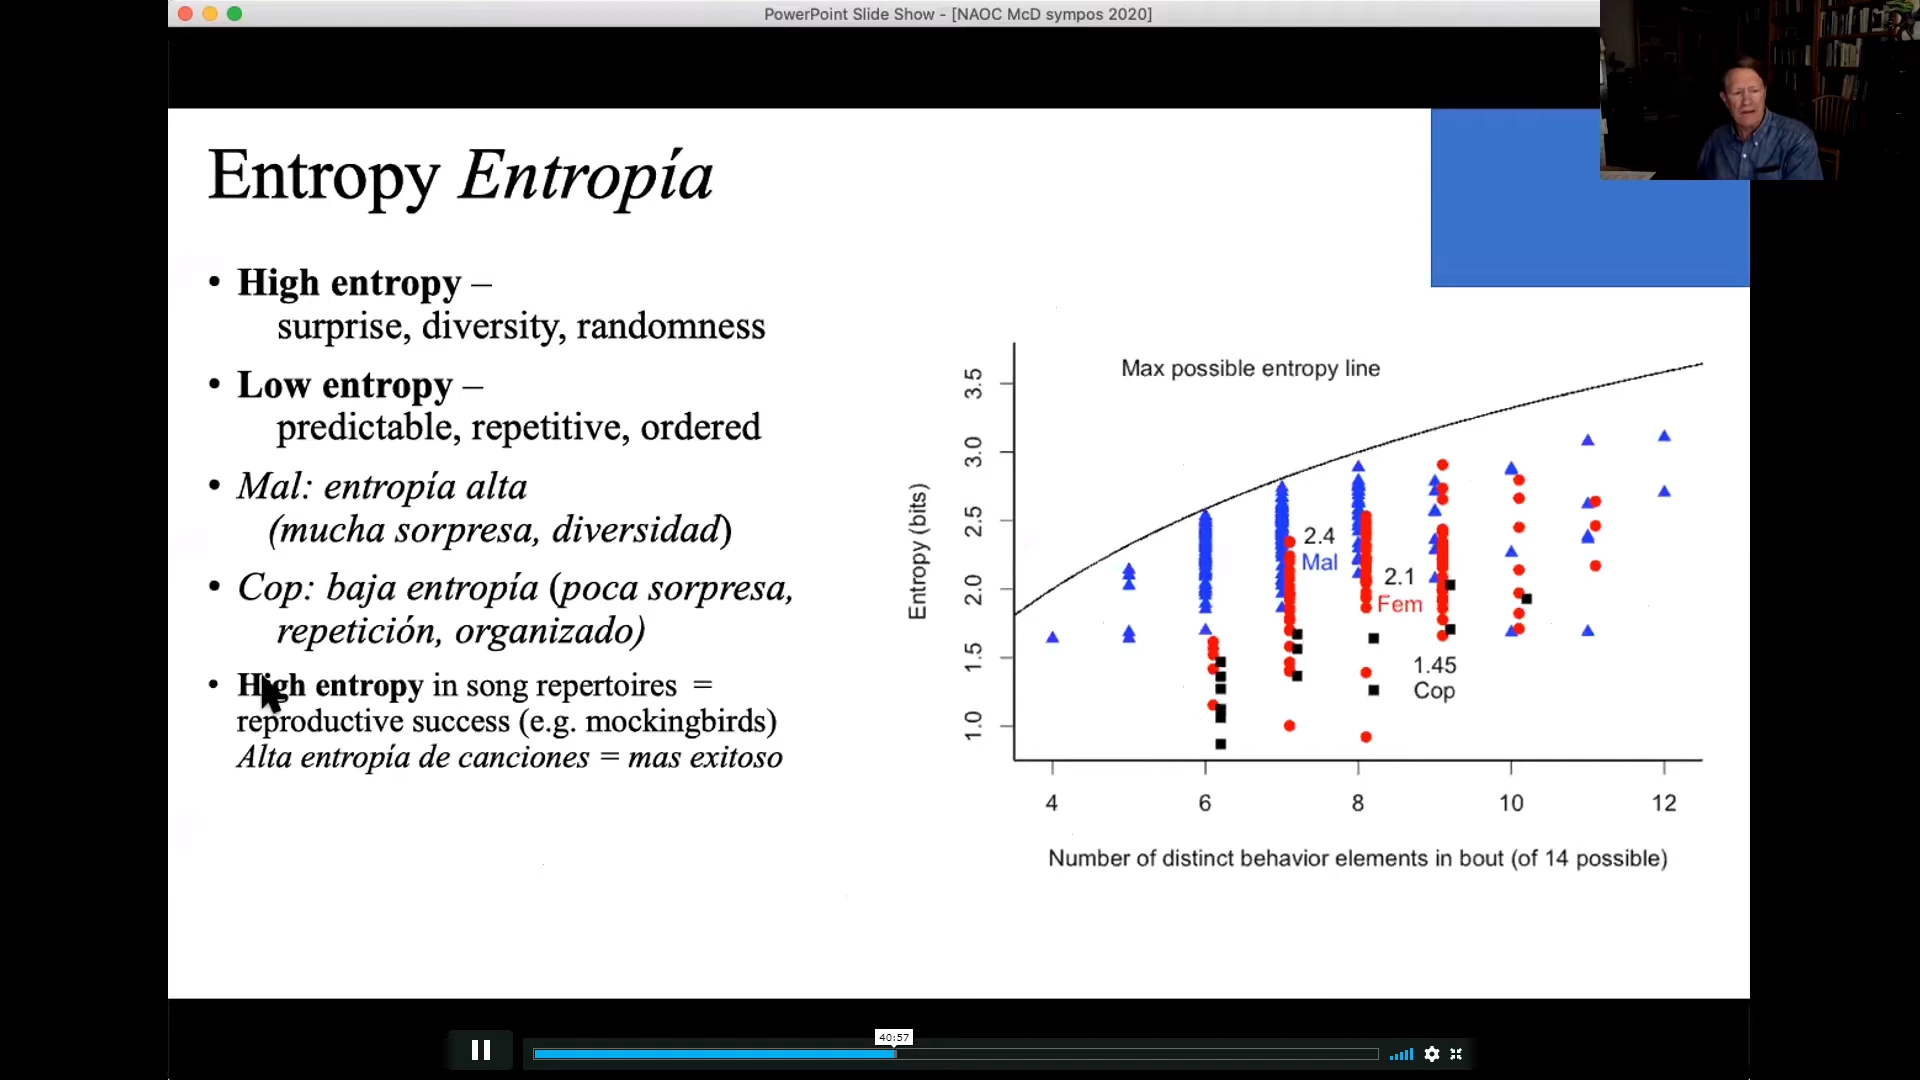 PowerPoint Slide Show - [NAOC McD sympos 2020]
Entropy Entropía
• High entropy –
surprise, diversity, randomness
• Low entropy –
predictable, repetitive, ordered
• Mal: entropía alta
(mucha sorpresa, diversidad)
• Cop: baja entropía (poca sorpresa,
repetición, organizado)
• High entropy in song repertoires =
reproductive success (e.g. mockingbirds)
Alta entropía de canciones = mas exitoso
Max possible entropy line
Entropy (bits)
3.5
3.0
2.5
2.0
1.5
1.0
2.4
Mal
2.1
Fem
1.45
Cop
4 6 8 10 12
Number of distinct behavior elements in bout (of 14 possible)
40:57